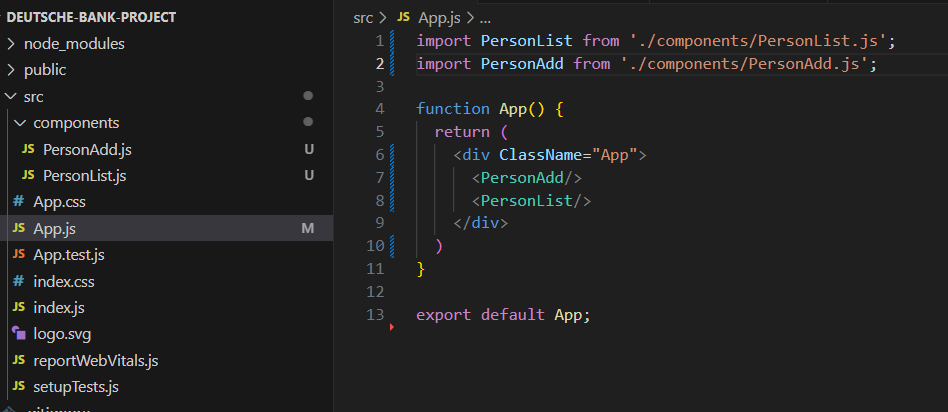 DEUTSCHE-BANK-PROJECT
node_modules
public
src
components
JS PersonAdd.js U
JS PersonList.js U
# App.css
JS App.js M
JS App.test.js
# index.css
JS index.js
logo.svg
JS reportWebVitals.js
JS setupTests.js
src > JS App.js > ...
1 import PersonList from './components/PersonList.js';
2 import PersonAdd from './components/PersonAdd.js';
3
4 function App() {
5 return (
6 <div ClassName="App">
7 <PersonAdd/>
8 <PersonList/>
9 </div>
10 )
11 }
12
13 export default App;